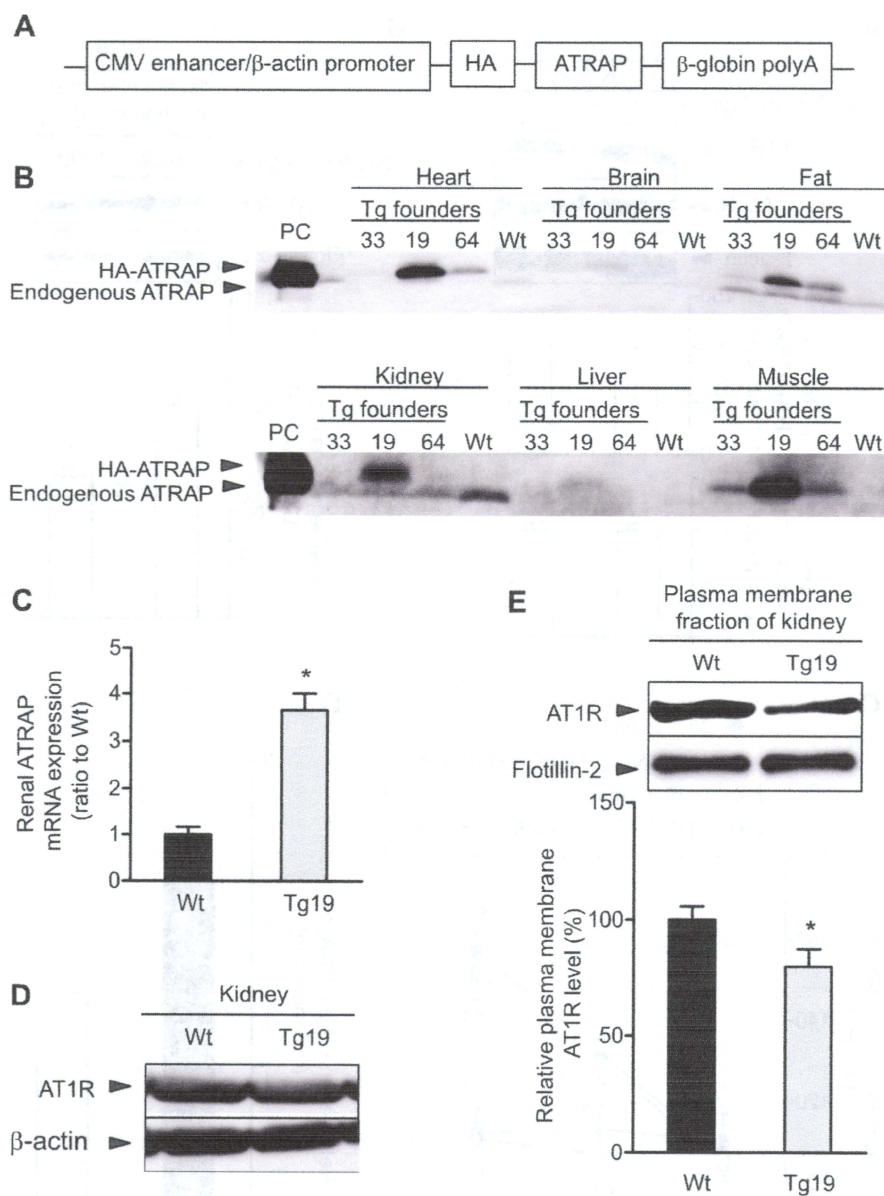 A
CMV enhancer/β-actin promoter HA ATRAP β-globin polyA
B
Heart Brain Fat
Tg founders Tg founders Tg founders
PC 33 19 64 Wt 33 19 64 Wt 33 19 64 Wt
HA-ATRAP
Endogenous ATRAP
Kidney Liver Muscle
Tg founders Tg founders Tg founders
PC 33 19 64 Wt 33 19 64 Wt 33 19 64 Wt
HA-ATRAP
Endogenous ATRAP
C
Renal ATRAP
mRNA expression
(ratio to Wt)
5
4
3
2
1
0
*
Wt Tg19
D
Kidney
Wt Tg19
AT1R
β-actin
E
Plasma membrane
fraction of kidney
Wt Tg19
AT1R
Flotillin-2
Relative plasma membrane
AT1R level (%)
150
100
50
0
*
Wt Tg19